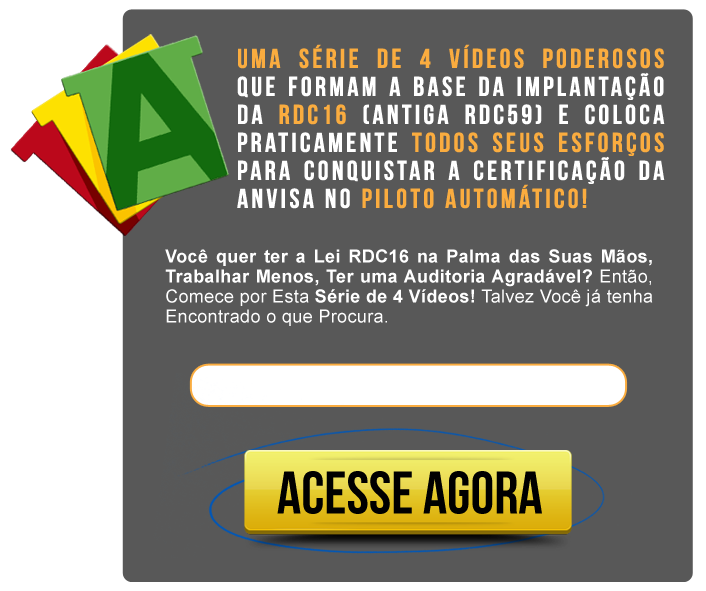 A
UMA SÉRIE DE 4 VÍDEOS PODEROSOS
QUE FORMAM A BASE DA IMPLANTAÇÃO
DA RDC16 (ANTIGA RDC59) E COLOCA
PRATICAMENTE TODOS SEUS ESFORÇOS
PARA CONQUISTAR A CERTIFICAÇÃO DA
ANVISA NO PILOTO AUTOMÁTICO!
Você quer ter a Lei RDC16 na Palma das Suas Mãos,
Trabalhar Menos, Ter uma Auditoria Agradável? Então,
Comece por Esta Série de 4 Vídeos! Talvez Você já tenha
Encontrado o que Procura.
ACESSE AGORA